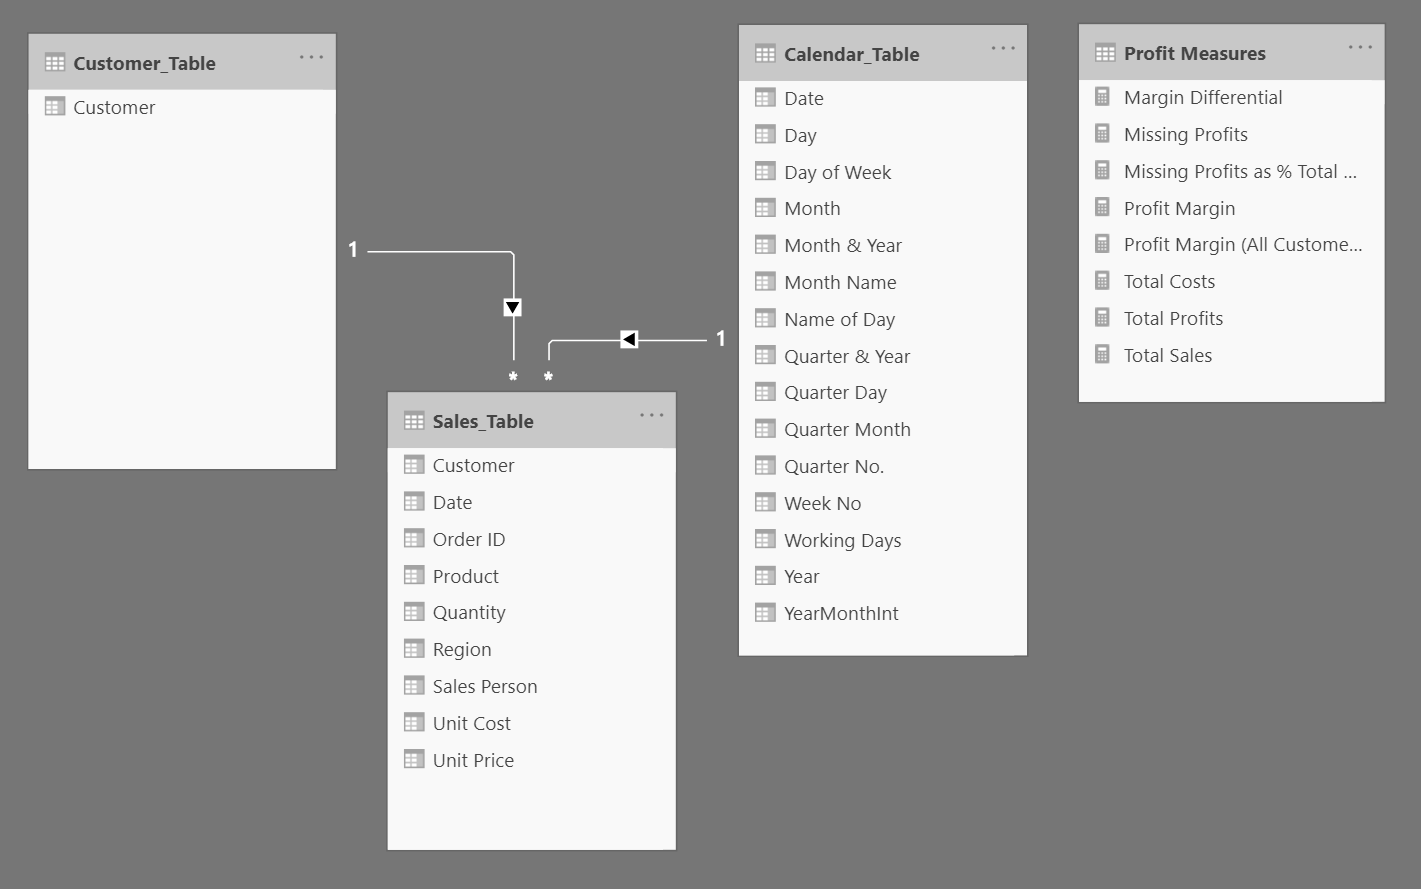 Customer_Table
Customer
1
Calendar_Table
Date
Day
Day of Week
Month
Month & Year
Month Name
Name of Day
Quarter & Year
Quarter Day
Quarter Month
Quarter No.
Week No
Working Days
Year
YearMonthInt
1
* *
Sales_Table
Customer
Date
Order ID
Product
Quantity
Region
Sales Person
Unit Cost
Unit Price
Profit Measures
Margin Differential
Missing Profits
Missing Profits as % Total ...
Profit Margin
Profit Margin (All Custome...
Total Costs
Total Profits
Total Sales